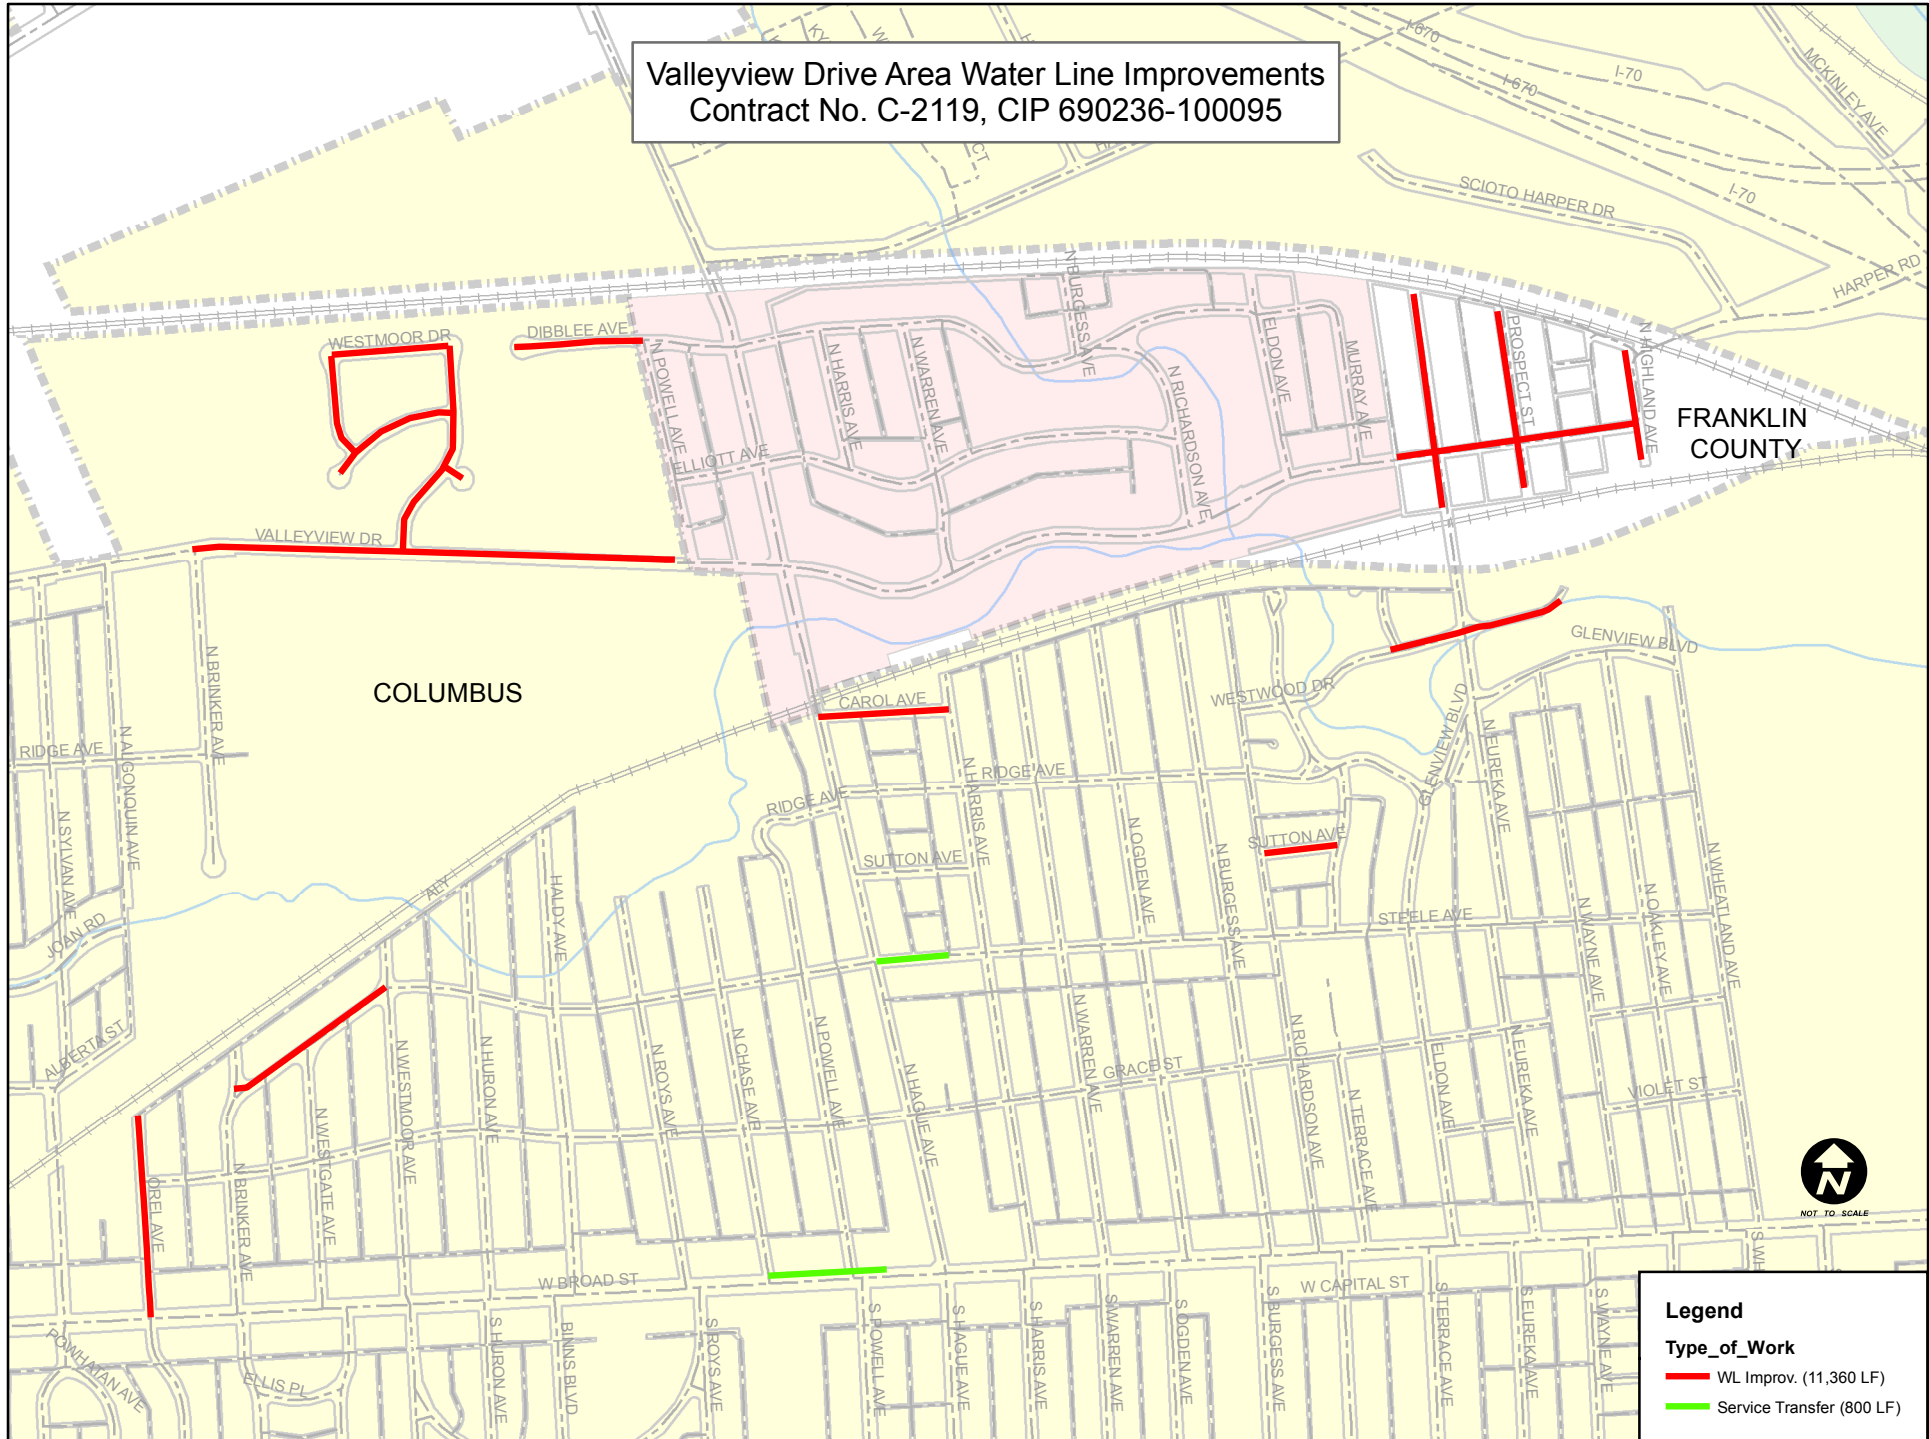 Valleyview Drive Area Water Line Improvements
Contract No. C-2119, CIP 690236-100095
KY
CT
I-670
I-70
I-670
MCKINLEY AVE
I-70
SCIOTO HARPER DR
HARPER RD
N BURGESS AVE
WESTMOOR DR
DIBBLEE AVE
N POWELL AVE
N HARRIS AVE
N WARREN AVE
N RICHARDSON AVE
ELDON AVE
MURRAY AVE
PROSPECT ST
N HIGHLAND AVE
FRANKLIN
COUNTY
ELLIOTT AVE
VALLEYVIEW DR
COLUMBUS
N BRINKER AVE
RIDGE AVE
N ALGONQUIN AVE
N SYLVAN AVE
JOAN RD
ALBERTA ST
ALY
CAROL AVE
WESTWOOD DR
GLENVIEW BLVD
GLENVIEW BLVD
N EUREKA AVE
RIDGE AVE
RIDGE AVE
N HARRIS AVE
SUTTON AVE
SUTTON AVE
N OGDEN AVE
N BURGESS AVE
HALDY AVE
STEELE AVE
N WAYNE AVE
N OAKLEY AVE
N WHEATLAND AVE
N WESTMOOR AVE
N HURON AVE
N ROYS AVE
N CHASE AVE
N POWELL AVE
N HAGUE AVE
N WARREN AVE
GRACE ST
N RICHARDSON AVE
N TERRACE AVE
ELDON AVE
N EUREKA AVE
VIOLET ST
OREL AVE
N BRINKER AVE
N WESTGATE AVE
W BROAD ST
W CAPITAL ST
POWHATAN AVE
ELLIS PL
S HURON AVE
BINNS BLVD
S ROYS AVE
S POWELL AVE
S HAGUE AVE
S HARRIS AVE
S WARREN AVE
S OGDEN AVE
S BURGESS AVE
S TERRACE AVE
S EUREKA AVE
S WAYNE AVE
S WH
N
NOT TO SCALE
Legend
Type_of_Work
WL Improv. (11,360 LF)
Service Transfer (800 LF)